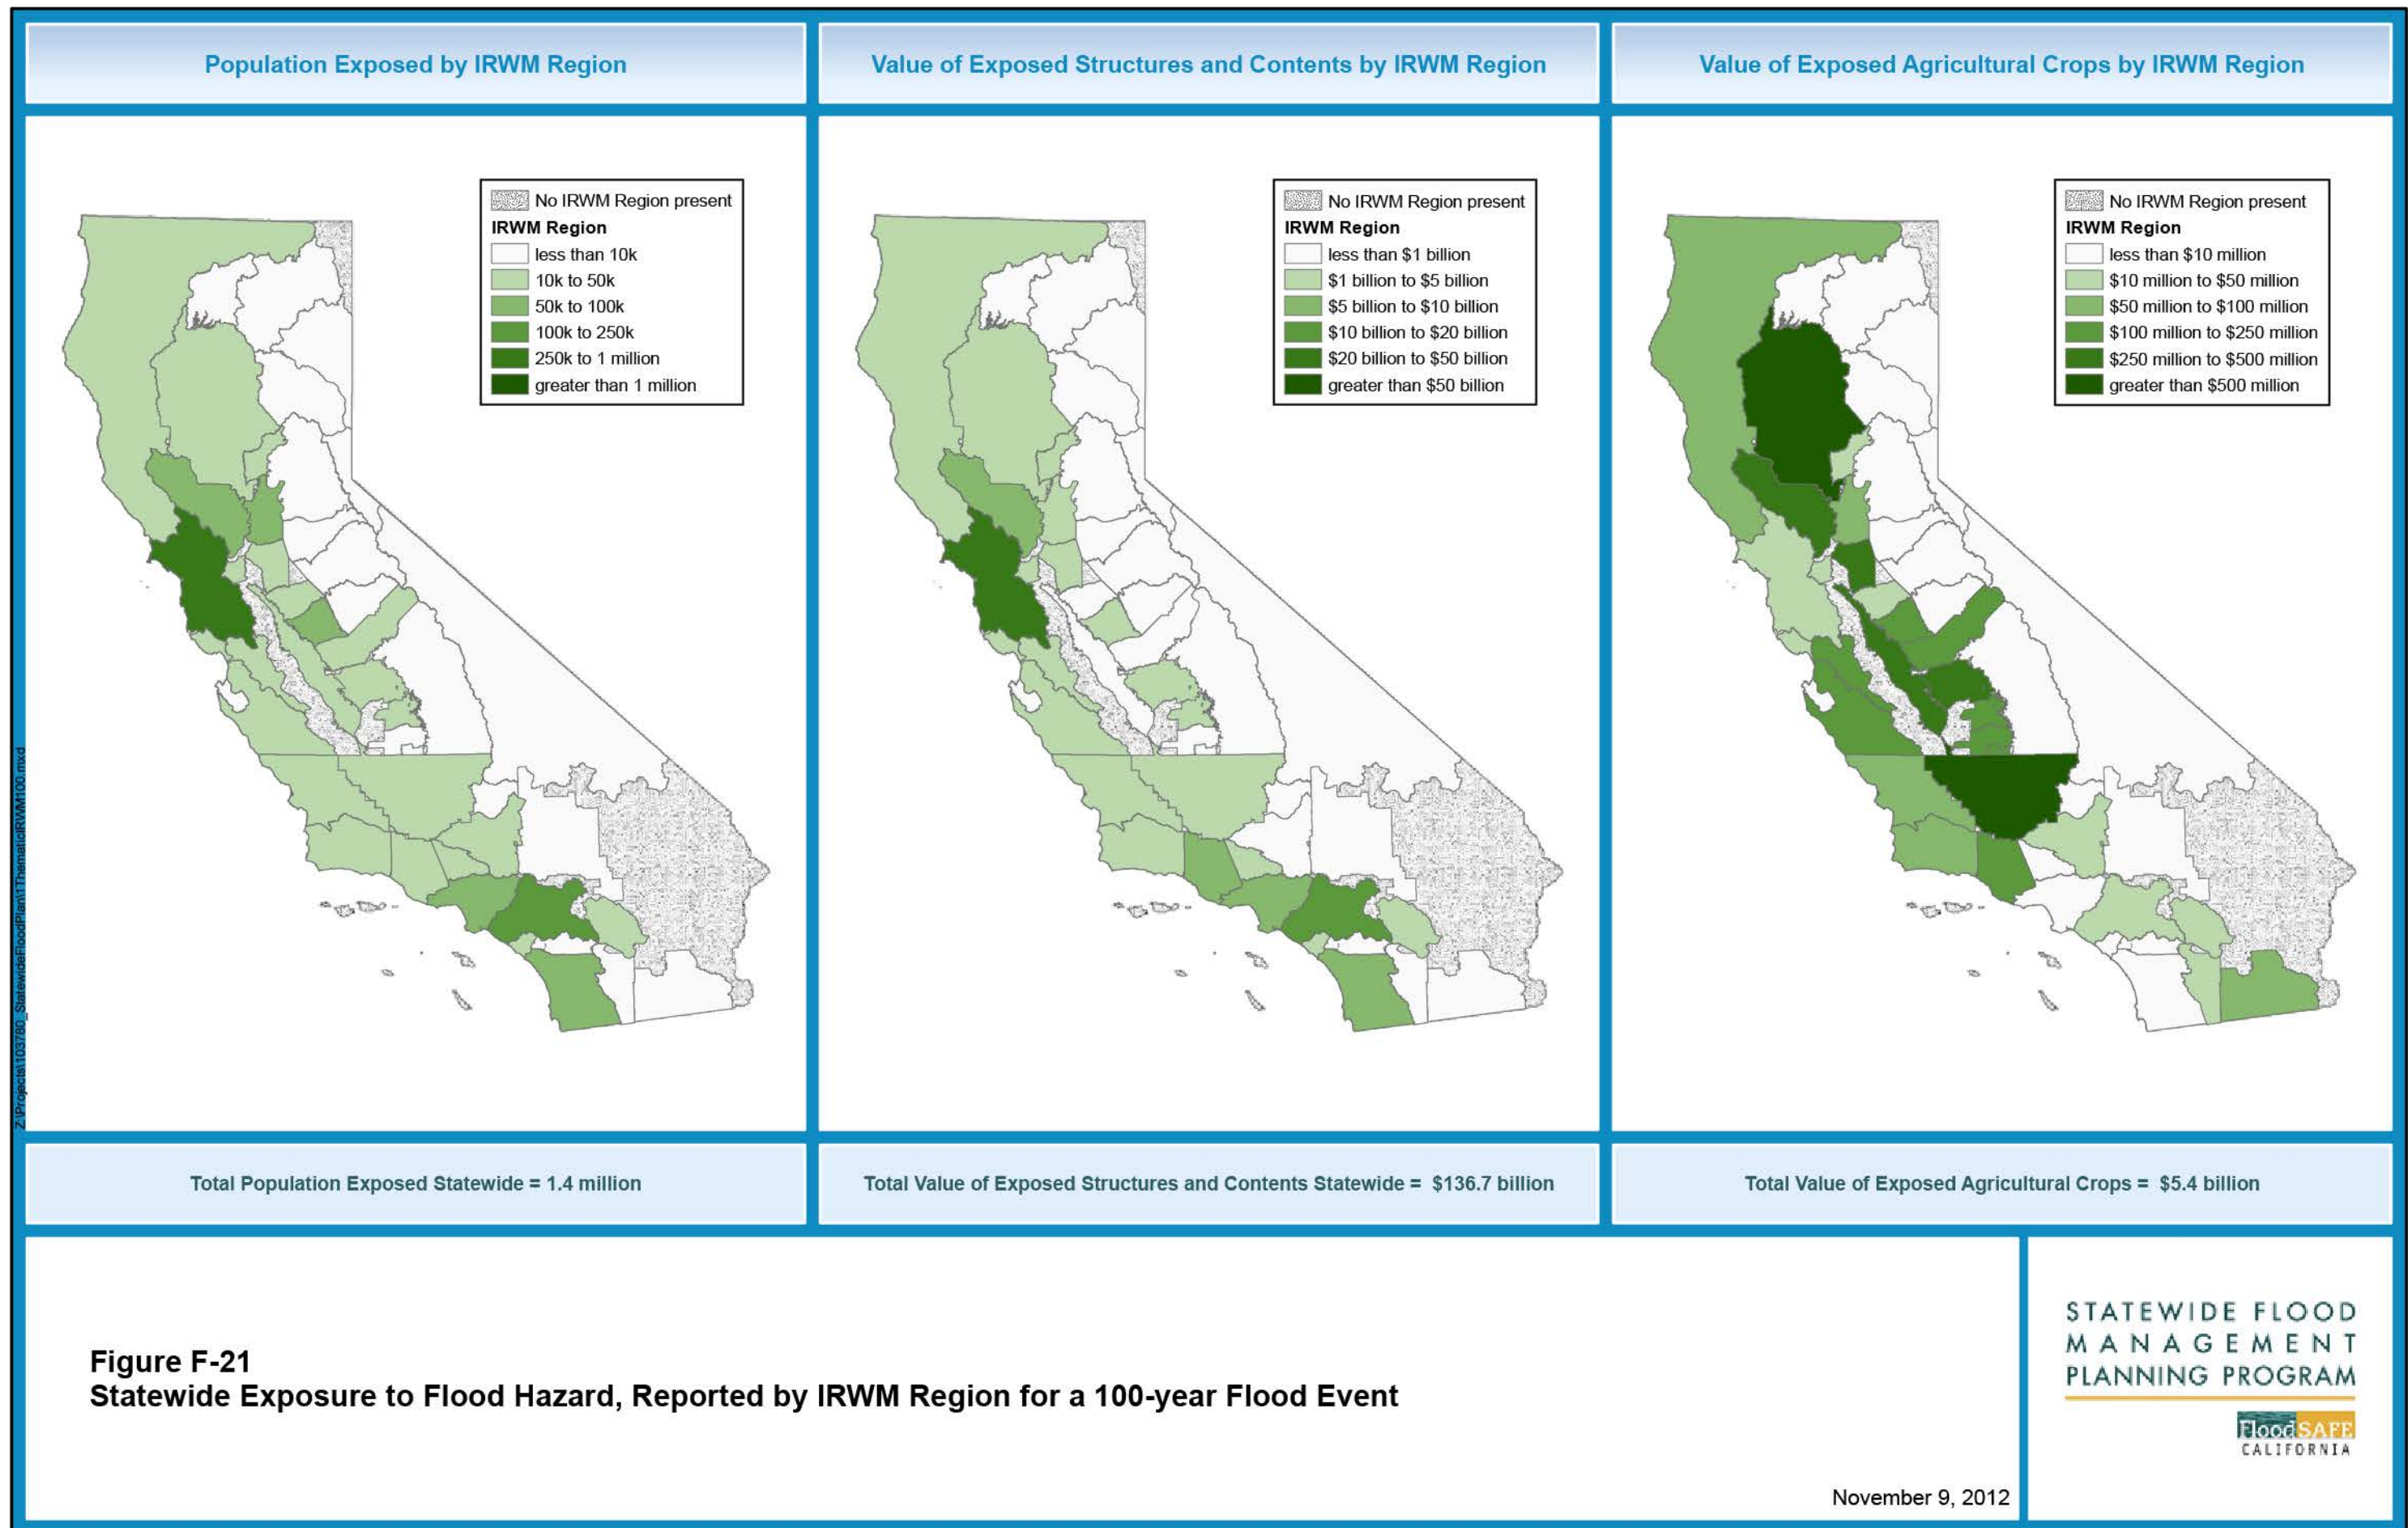 Population Exposed by IRWM Region
No IRWM Region present
IRWM Region
less than 10k
10k to 50k
50k to 100k
100k to 250k
250k to 1 million
greater than 1 million
Total Population Exposed Statewide = 1.4 million
Value of Exposed Structures and Contents by IRWM Region
No IRWM Region present
IRWM Region
less than $1 billion
$1 billion to $5 billion
$5 billion to $10 billion
$10 billion to $20 billion
$20 billion to $50 billion
greater than $50 billion
Total Value of Exposed Structures and Contents Statewide = $136.7 billion
Value of Exposed Agricultural Crops by IRWM Region
No IRWM Region present
IRWM Region
less than $10 million
$10 million to $50 million
$50 million to $100 million
$100 million to $250 million
$250 million to $500 million
greater than $500 million
Total Value of Exposed Agricultural Crops = $5.4 billion
Z:\Projects\103780_StatewideFloodPlan\1ThematicIRWM100.mxd
Figure F-21
Statewide Exposure to Flood Hazard, Reported by IRWM Region for a 100-year Flood Event
November 9, 2012
STATEWIDE FLOOD
MANAGEMENT
PLANNING PROGRAM
FloodSAFE
CALIFORNIA